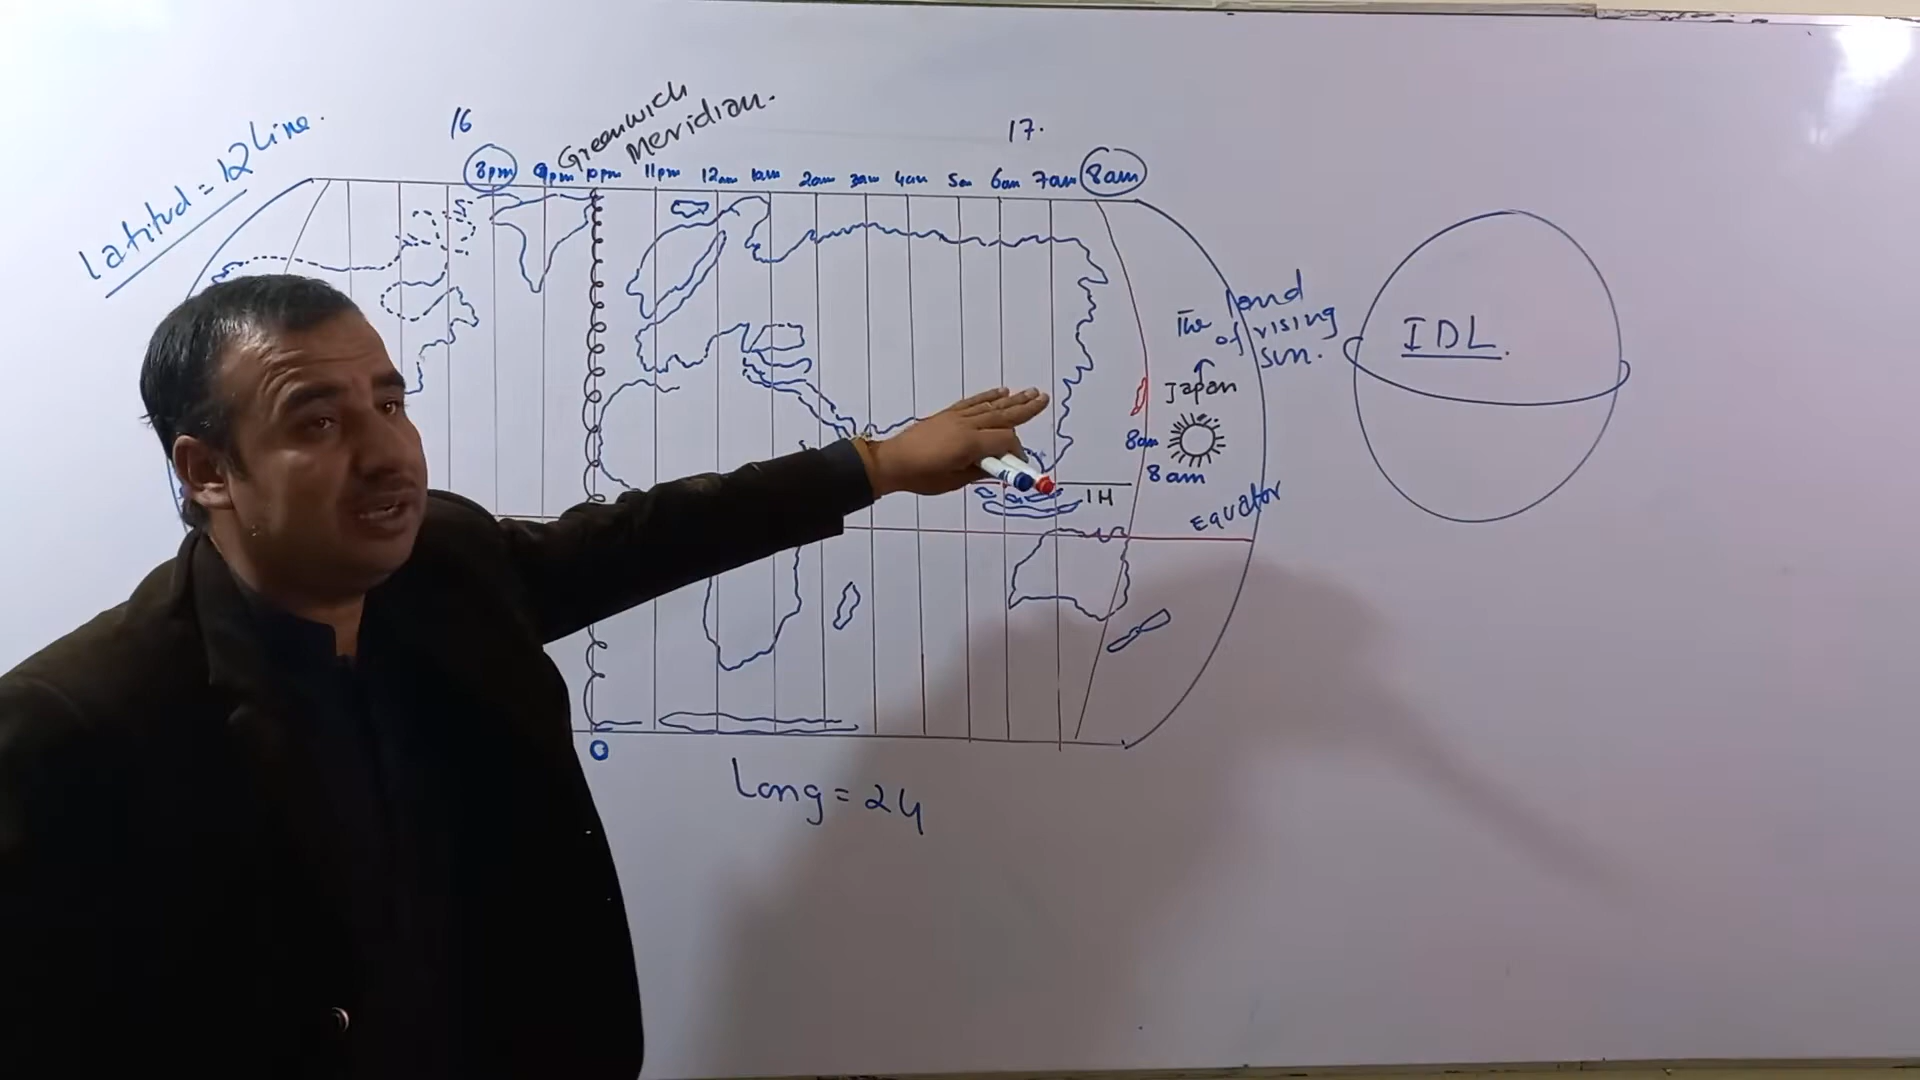 Latitud = 12 Line.
16
Greenwich
Meridian.
17.
8pm 9pm 10pm 11pm 12am 1am 2am 3am 4am 5am 6am 7am 8am
The land
of rising
sun.
Japan
8am
8am
1H
Equator
IDL.
0
Long = 24